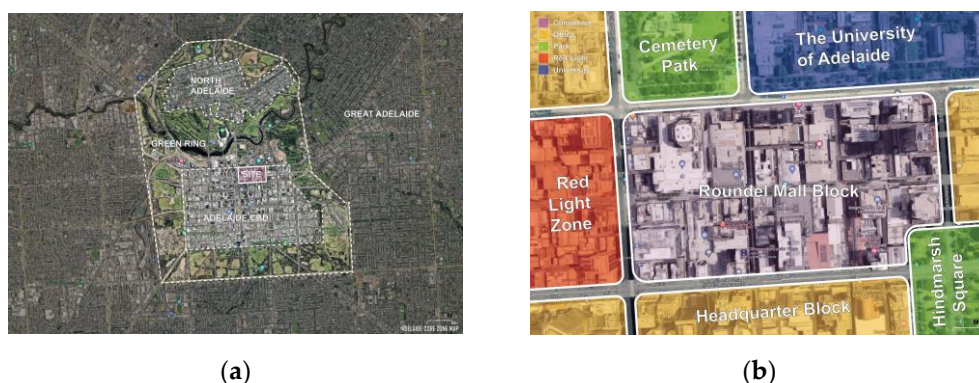 NORTH
ADELAIDE
GREAT ADELAIDE
GREEN RING
SITE
ADELAIDE CBD
ADELAIDE CORE ZONE MAP
(a)
Commerce
Office
Park
Red Light
University
Cemetery
Park
The University
of Adelaide
Red
Light
Zone
Roundel Mall Block
Hindmarsh
Square
Headquarter Block
(b)